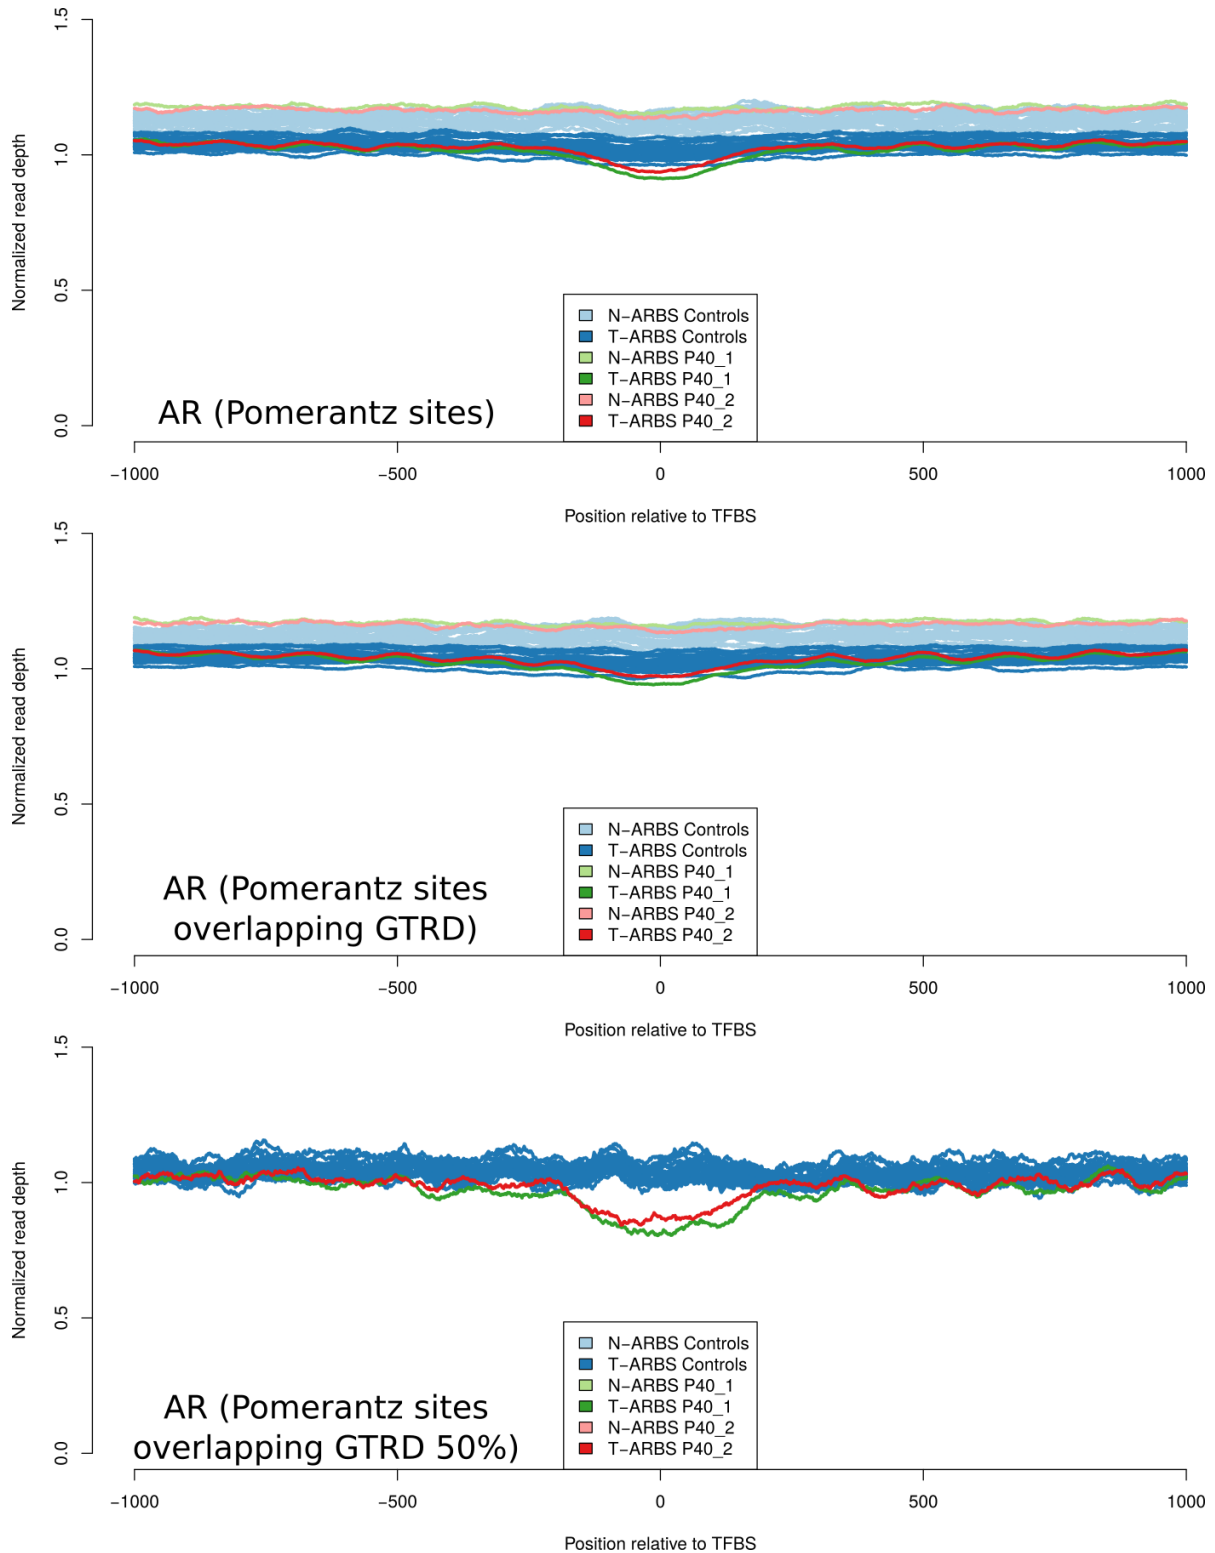 1.5
1.0
0.5
0.0
Normalized read depth
N−ARBS Controls
T−ARBS Controls
N−ARBS P40_1
T−ARBS P40_1
N−ARBS P40_2
T−ARBS P40_2
AR (Pomerantz sites)
−1000
−500
0
500
1000
Position relative to TFBS
1.5
1.0
0.5
0.0
Normalized read depth
N−ARBS Controls
T−ARBS Controls
N−ARBS P40_1
T−ARBS P40_1
N−ARBS P40_2
T−ARBS P40_2
AR (Pomerantz sites
overlapping GTRD)
−1000
−500
0
500
1000
Position relative to TFBS
1.5
1.0
0.5
0.0
Normalized read depth
N−ARBS Controls
T−ARBS Controls
N−ARBS P40_1
T−ARBS P40_1
N−ARBS P40_2
T−ARBS P40_2
AR (Pomerantz sites
overlapping GTRD 50%)
−1000
−500
0
500
1000
Position relative to TFBS